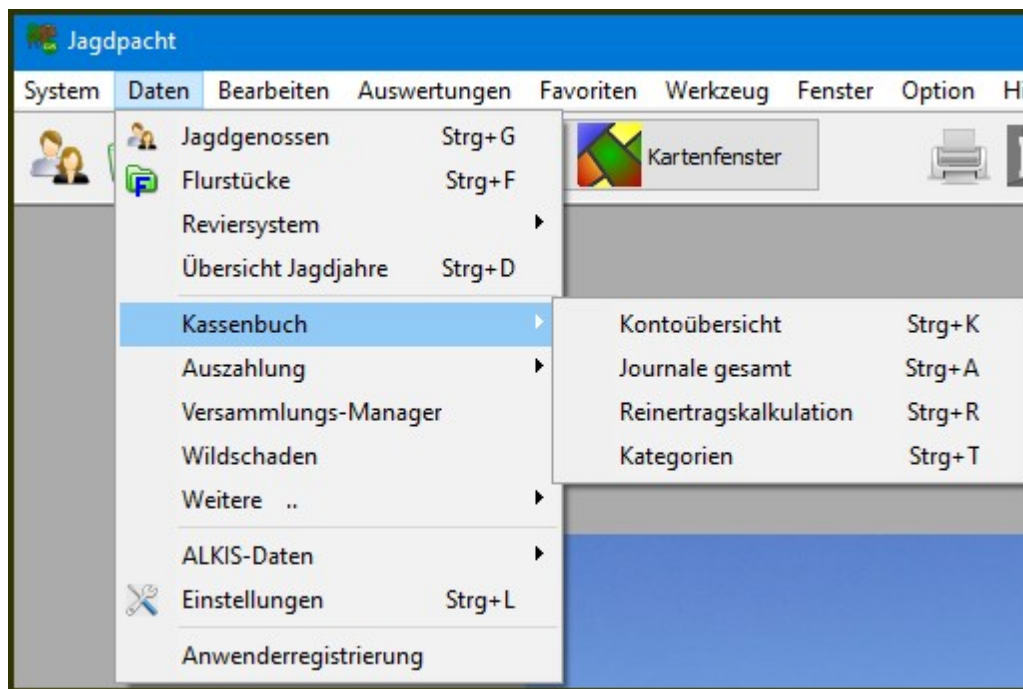 Jagdpacht
System Daten Bearbeiten Auswertungen Favoriten Werkzeug Fenster Option
Jagdgenossen Strg+G
Kartenfenster
Flurstücke Strg+F
Reviersystem
Übersicht Jagdjahre Strg+D
Kassenbuch
Kontoübersicht Strg+K
Auszahlung
Journale gesamt Strg+A
Versammlungs-Manager
Reinertragskalkulation Strg+R
Wildschaden
Kategorien Strg+T
Weitere ..
ALKIS-Daten
Einstellungen Strg+L
Anwenderregistrierung